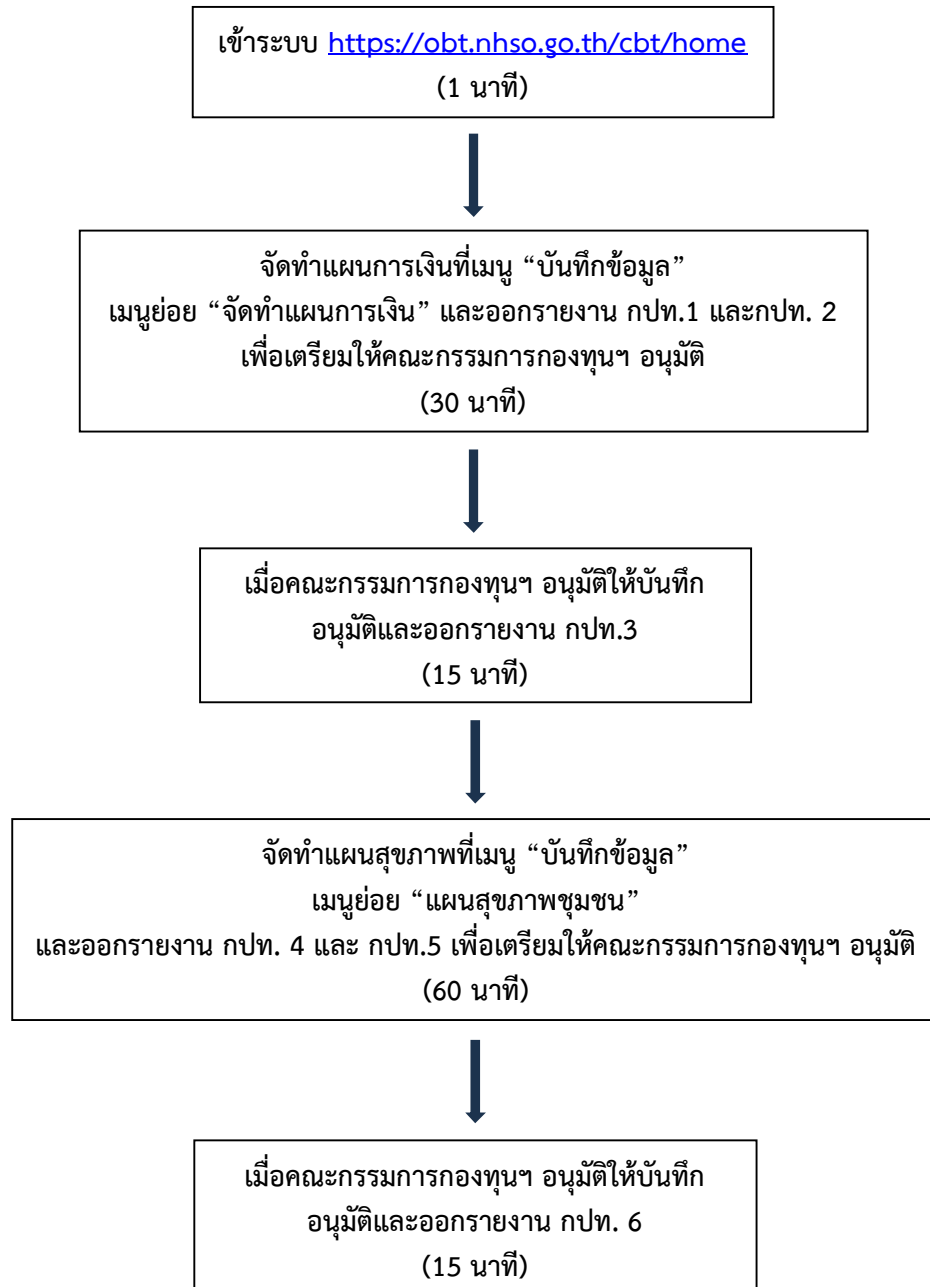 เข้าระบบ https://obt.nhso.go.th/cbt/home
(1 นาที)
จัดทำแผนการเงินที่เมนู “บันทึกข้อมูล”
เมนูย่อย “จัดทำแผนการเงิน” และออกรายงาน กปท.1 และกปท. 2
เพื่อเตรียมให้คณะกรรมการกองทุนฯ อนุมัติ
(30 นาที)
เมื่อคณะกรรมการกองทุนฯ อนุมัติให้บันทึก
อนุมัติและออกรายงาน กปท.3
(15 นาที)
จัดทำแผนสุขภาพที่เมนู “บันทึกข้อมูล”
เมนูย่อย “แผนสุขภาพชุมชน”
และออกรายงาน กปท. 4 และ กปท.5 เพื่อเตรียมให้คณะกรรมการกองทุนฯ อนุมัติ
(60 นาที)
เมื่อคณะกรรมการกองทุนฯ อนุมัติให้บันทึก
อนุมัติและออกรายงาน กปท. 6
(15 นาที)